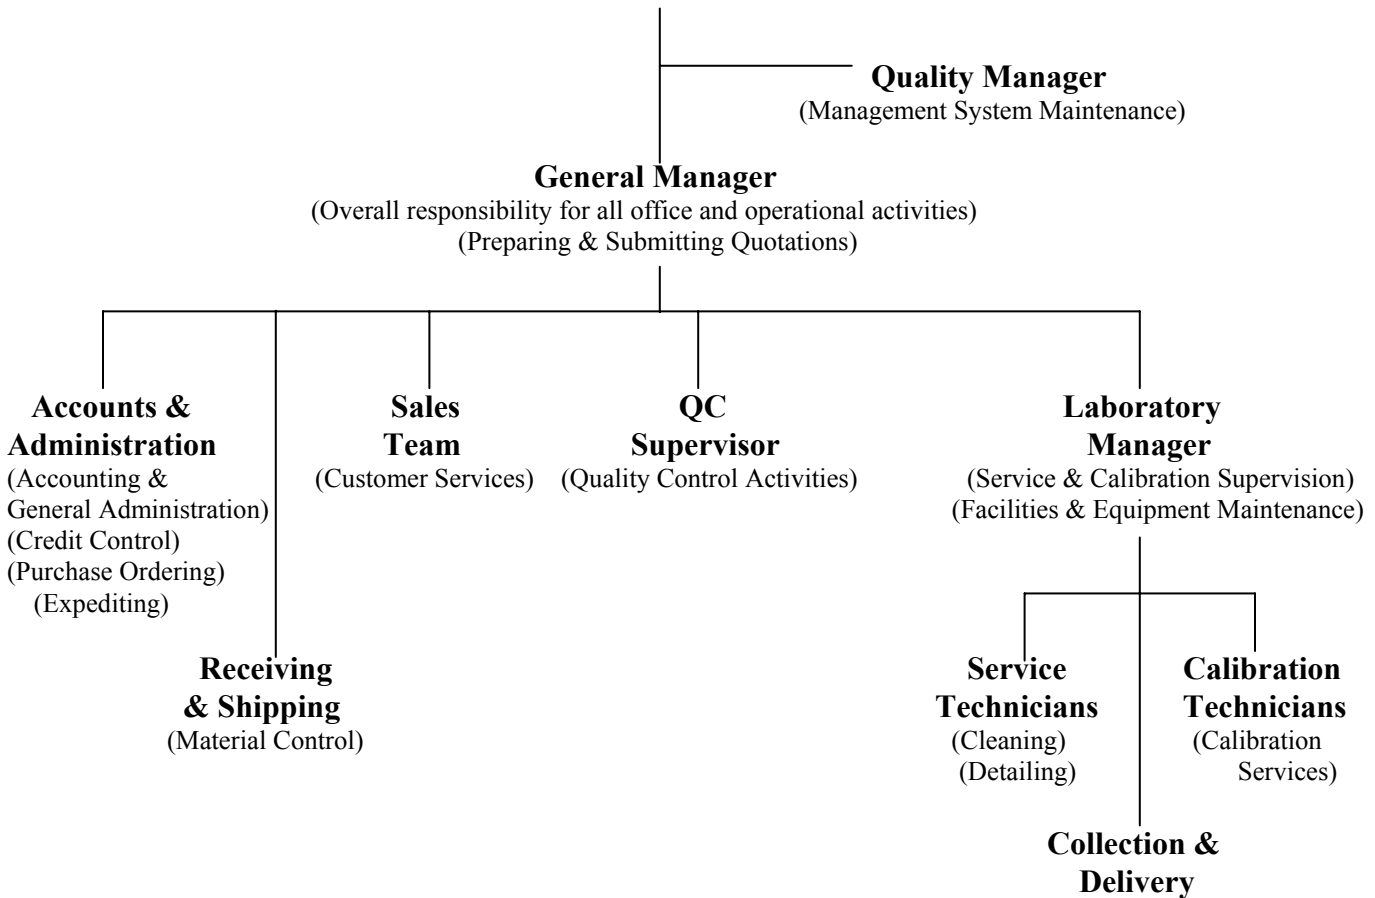 Quality Manager
(Management System Maintenance)
General Manager
(Overall responsibility for all office and operational activities)
(Preparing & Submitting Quotations)
Accounts &
Administration
(Accounting &
General Administration)
(Credit Control)
(Purchase Ordering)
(Expediting)
Receiving
& Shipping
(Material Control)
Sales
Team
(Customer Services)
QC
Supervisor
(Quality Control Activities)
Laboratory
Manager
(Service & Calibration Supervision)
(Facilities & Equipment Maintenance)
Service
Technicians
(Cleaning)
(Detailing)
Calibration
Technicians
(Calibration
Services)
Collection &
Delivery